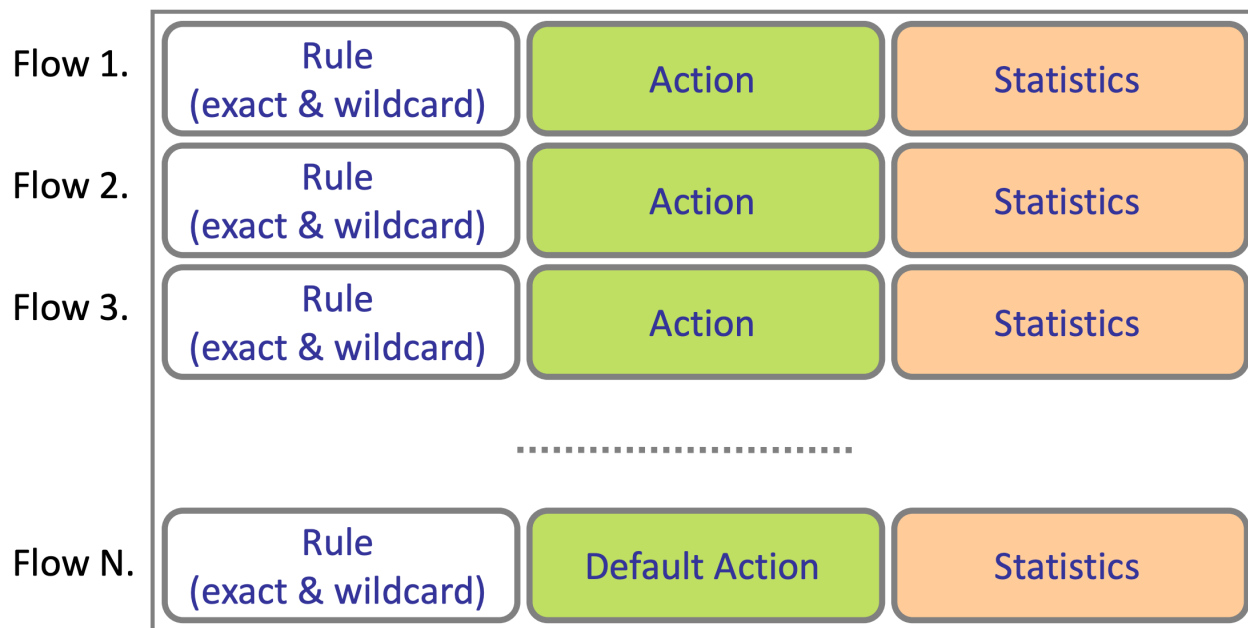 Flow 1.
Rule
(exact & wildcard)
Action
Statistics
Flow 2.
Rule
(exact & wildcard)
Action
Statistics
Flow 3.
Rule
(exact & wildcard)
Action
Statistics
Flow N.
Rule
(exact & wildcard)
Default Action
Statistics